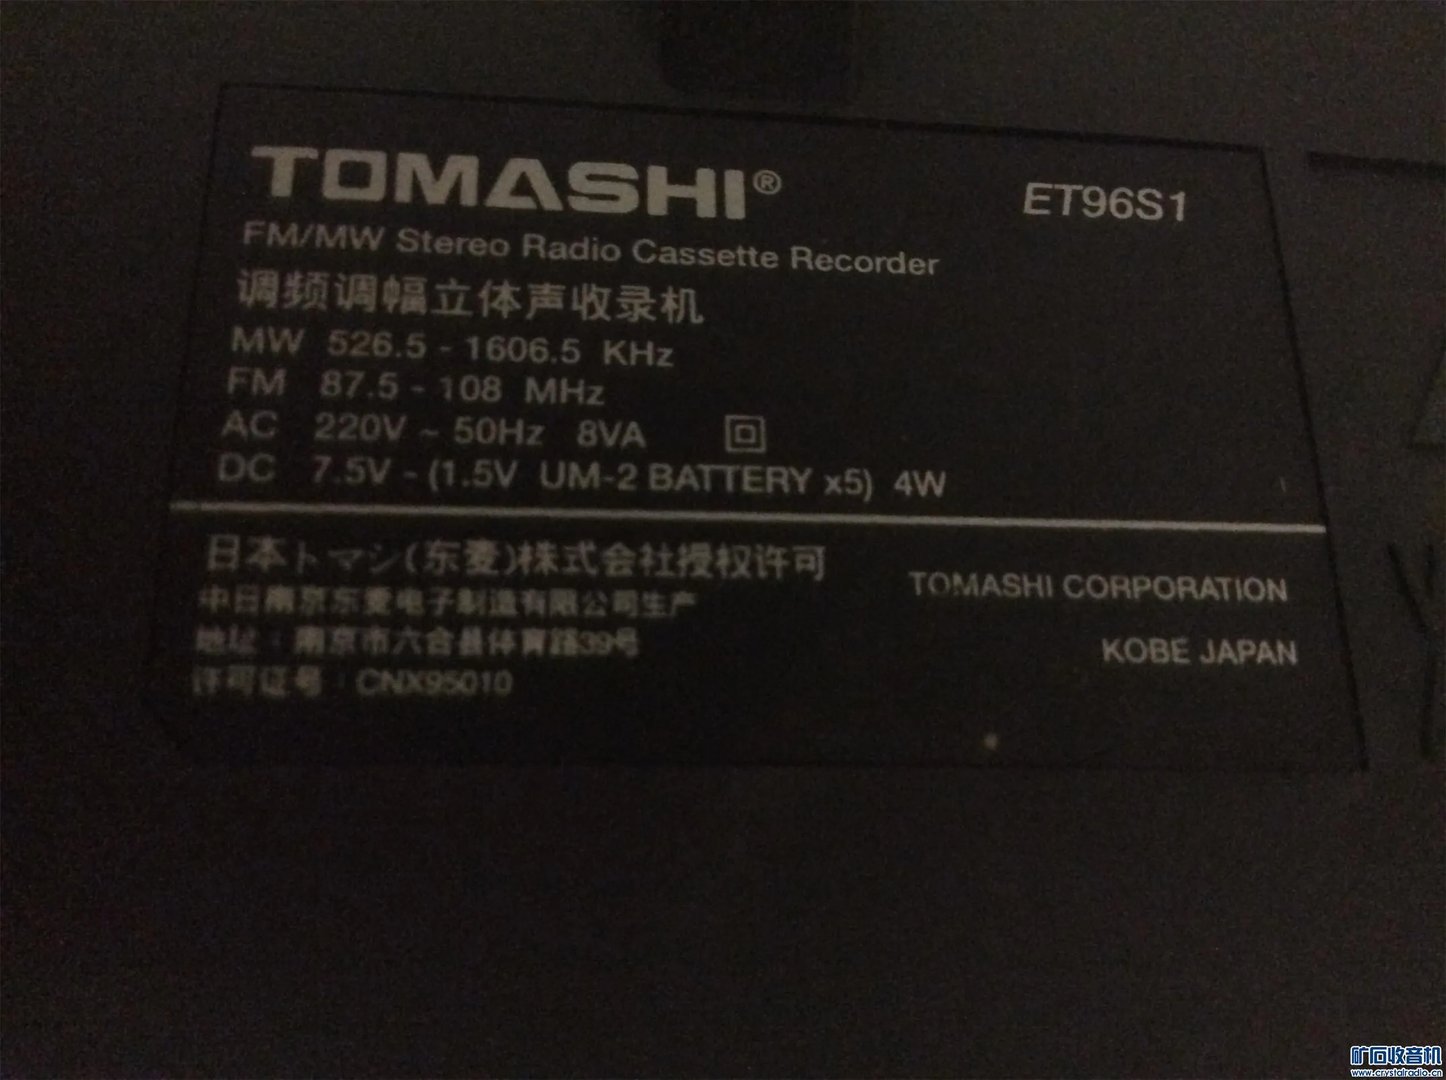 TOMASHI® ET96S1
FM/MW Stereo Radio Cassette Recorder
调频调幅立体声收录机
MW 526.5 - 1606.5 KHz
FM 87.5 - 108 MHz
AC 220V ~ 50Hz 8VA
DC 7.5V - (1.5V UM-2 BATTERY x5) 4W
日本トマシ(东麦)株式会社授权许可
中日南京东麦电子制造有限公司生产
地址：南京市六合县体育路39号
许可证号：CNX95010
TOMASHI CORPORATION
KOBE JAPAN
矿石收音机
www.crystalradio.cn